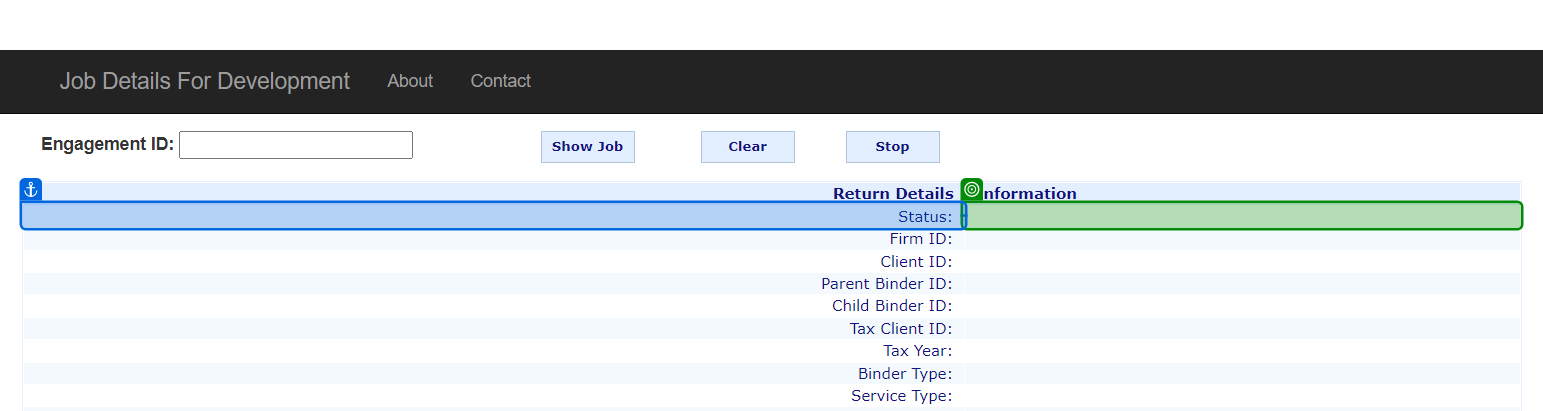 Job Details For Development About Contact
Engagement ID: Show Job Clear Stop
Return Details nformation
Status:
Firm ID:
Client ID:
Parent Binder ID:
Child Binder ID:
Tax Client ID:
Tax Year:
Binder Type:
Service Type: